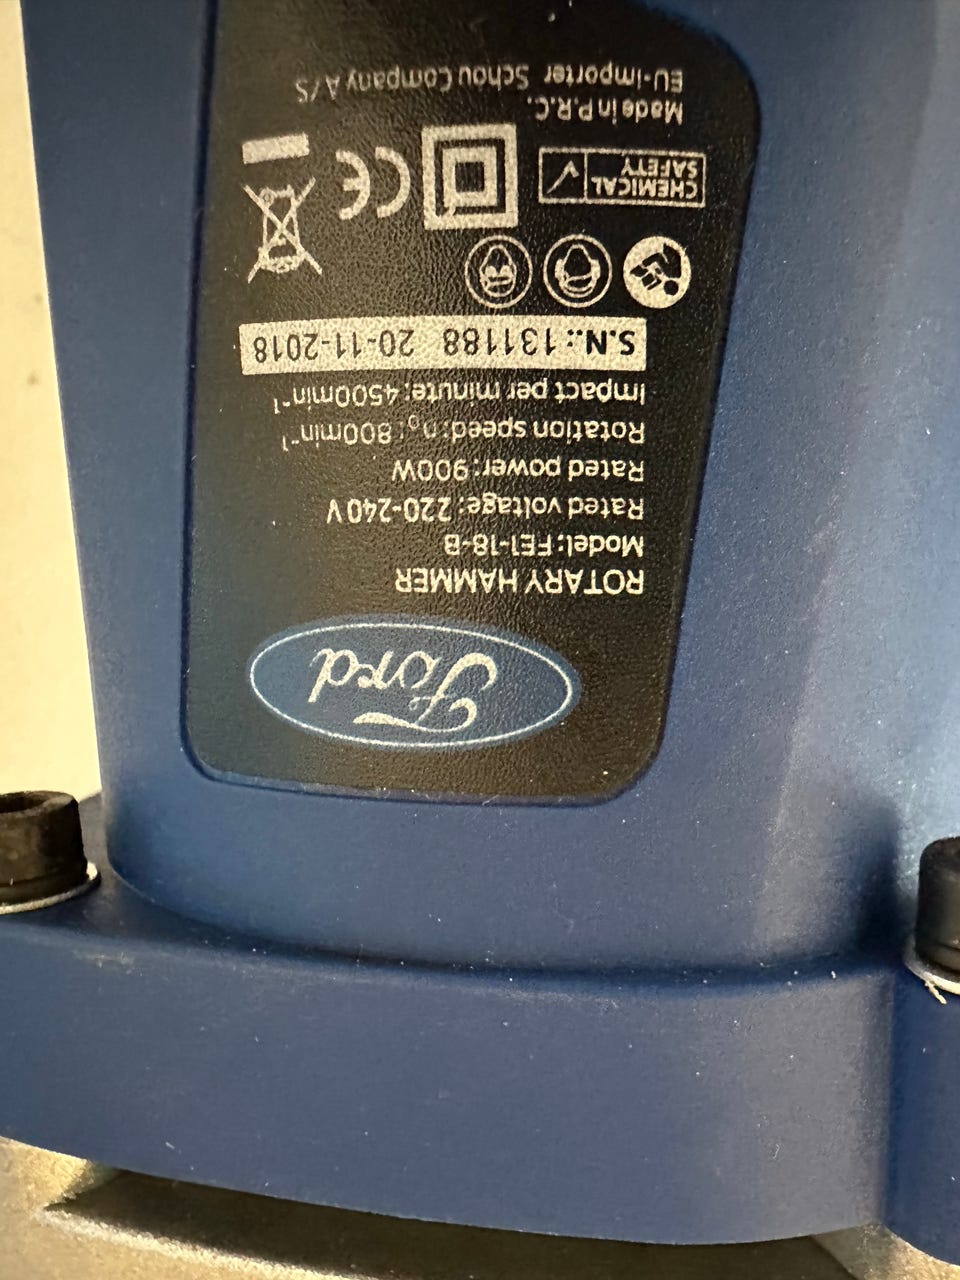 Ford
ROTARY HAMMER
Model: FE1-18-B
Rated voltage: 220-240 V
Rated power: 900W
Rotation speed: n₀: 800min⁻¹
Impact per minute: 4500min⁻¹
S.N.: 131188 20-11-2018
CHEMICAL
SAFETY
CE
Made in P.R.C.
EU-importer Schou Company A/S